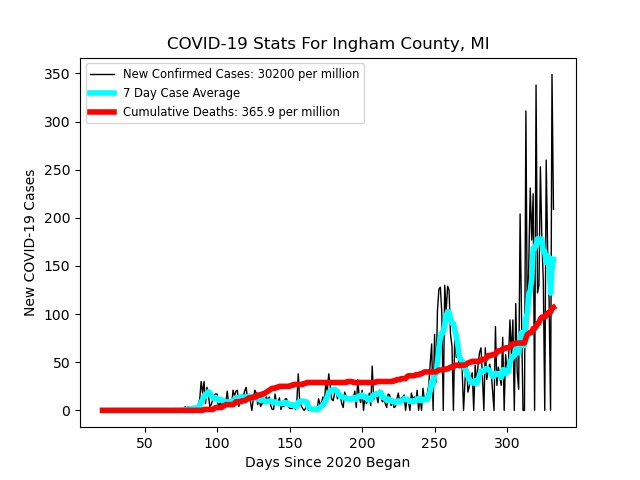 COVID-19 Stats For Ingham County, MI
New Confirmed Cases: 30200 per million
7 Day Case Average
Cumulative Deaths: 365.9 per million
New COVID-19 Cases
350
300
250
200
150
100
50
0
50 100 150 200 250 300
Days Since 2020 Began